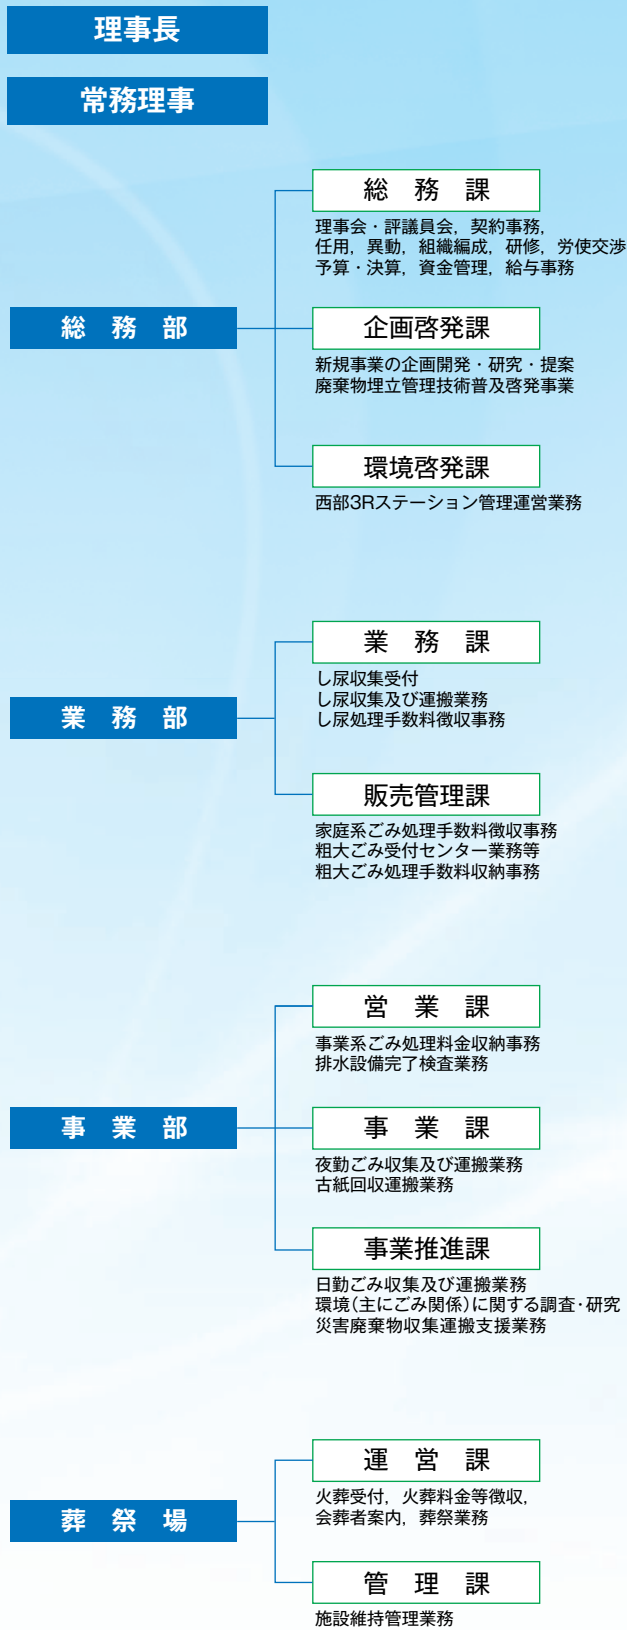 理事長
常務理事
総務部
総務課
理事会・評議員会，契約事務，
任用，異動，組織編成，研修，労使交渉
予算・決算，資金管理，給与事務
企画啓発課
新規事業の企画開発・研究・提案
廃棄物埋立管理技術普及啓発事業
環境啓発課
西部3Rステーション管理運営業務
業務部
業務課
し尿収集受付
し尿収集及び運搬業務
し尿処理手数料徴収事務
販売管理課
家庭系ごみ処理手数料徴収事務
粗大ごみ受付センター業務等
粗大ごみ処理手数料収納事務
事業部
営業課
事業系ごみ処理料金収納事務
排水設備完了検査業務
事業課
夜勤ごみ収集及び運搬業務
古紙回収運搬業務
事業推進課
日勤ごみ収集及び運搬業務
環境(主にごみ関係)に関する調査・研究
災害廃棄物収集運搬支援業務
葬祭場
運営課
火葬受付，火葬料金等徴収，
会葬者案内，葬祭業務
管理課
施設維持管理業務